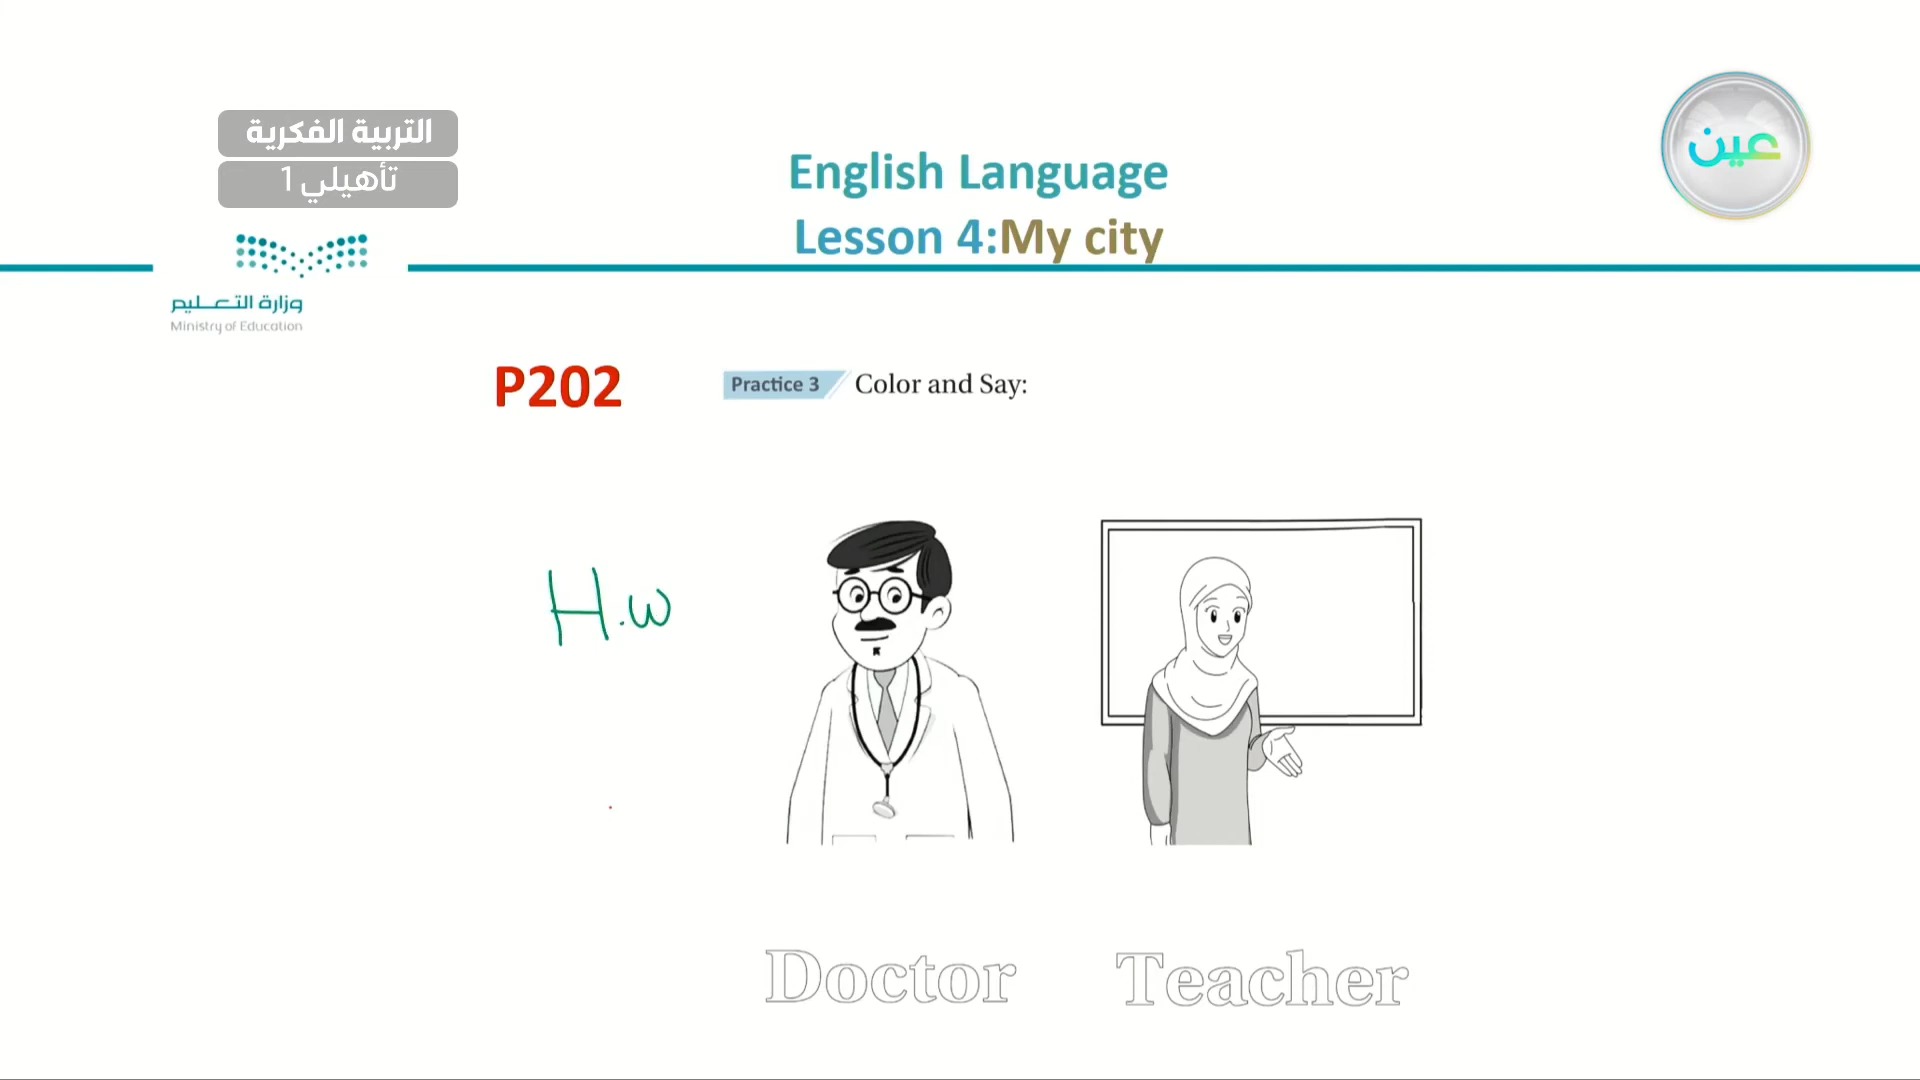 التربية الفكرية
تأهيلي 1
عين
English Language
Lesson 4:My city
وزارة التعليم
Ministry of Education
P202
Practice 3 Color and Say:
H.w
Doctor Teacher